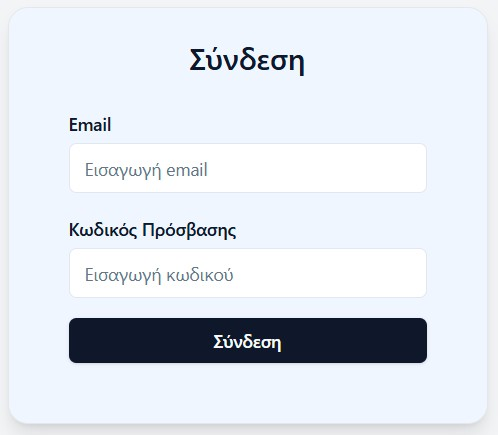 Σύνδεση
Email
Εισαγωγή email
Κωδικός Πρόσβασης
Εισαγωγή κωδικού
Σύνδεση